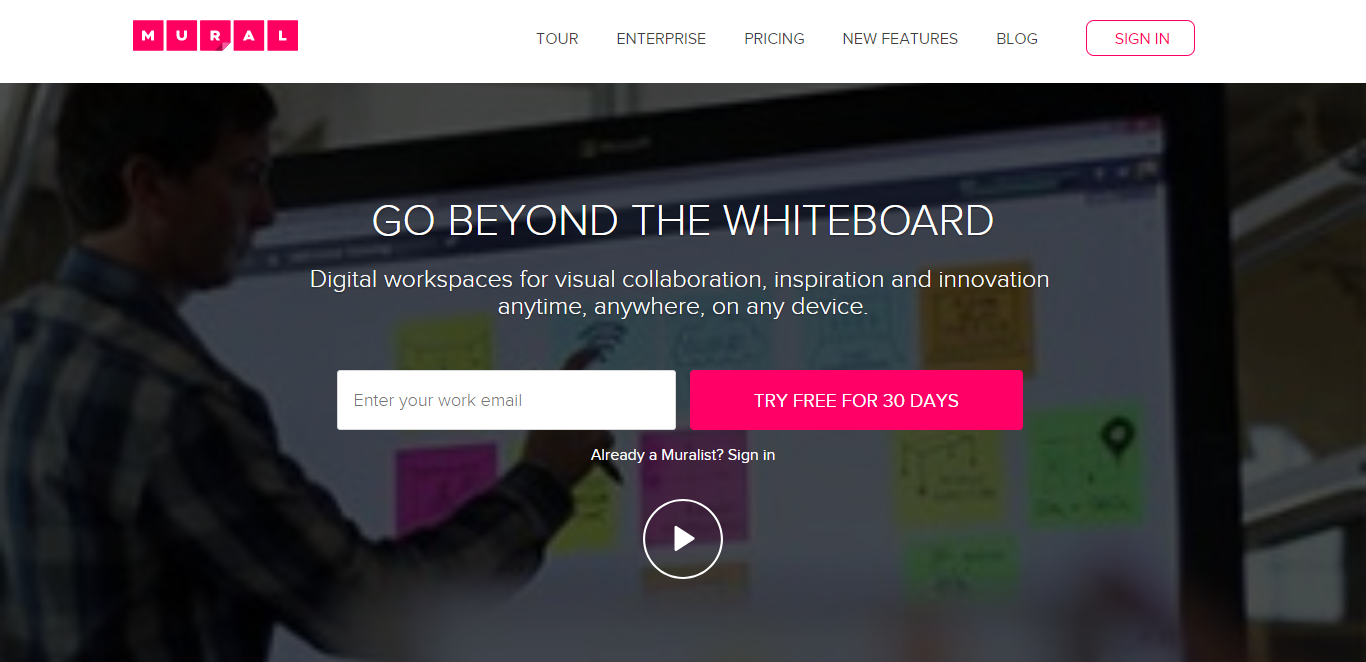 MURAL
TOUR
ENTERPRISE
PRICING
NEW FEATURES
BLOG
SIGN IN
GO BEYOND THE WHITEBOARD
Digital workspaces for visual collaboration, inspiration and innovation
anytime, anywhere, on any device.
Enter your work email
TRY FREE FOR 30 DAYS
Already a Muralist? Sign in